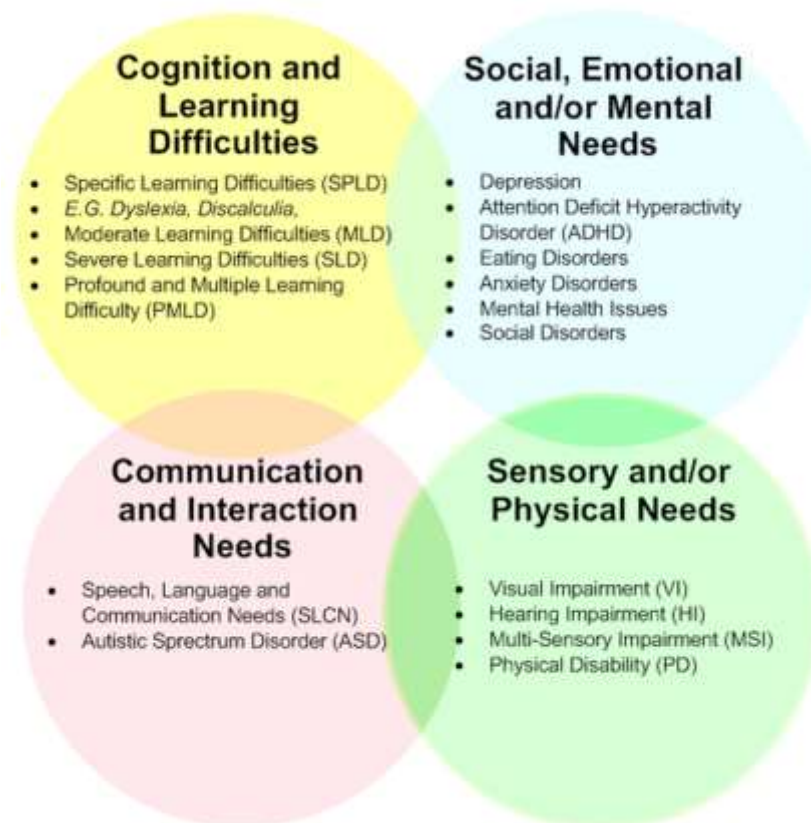 Cognition and
Learning
Difficulties
• Specific Learning Difficulties (SPLD)
• E.G. Dyslexia, Discalculia,
• Moderate Learning Difficulties (MLD)
• Severe Learning Difficulties (SLD)
• Profound and Multiple Learning
Difficulty (PMLD)
Social, Emotional
and/or Mental
Needs
• Depression
• Attention Deficit Hyperactivity
Disorder (ADHD)
• Eating Disorders
• Anxiety Disorders
• Mental Health Issues
• Social Disorders
Communication
and Interaction
Needs
• Speech, Language and
Communication Needs (SLCN)
• Autistic Sprectrum Disorder (ASD)
Sensory and/or
Physical Needs
• Visual Impairment (VI)
• Hearing Impairment (HI)
• Multi-Sensory Impairment (MSI)
• Physical Disability (PD)